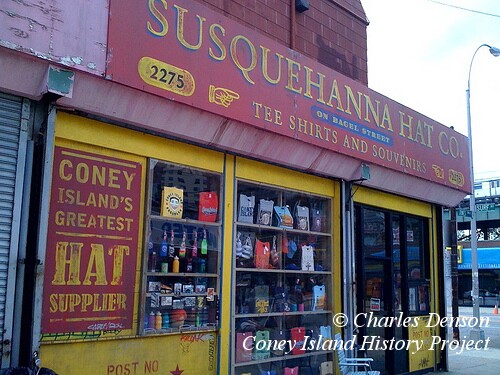 SUSQUEHANNA HAT CO.
2275
ON BAGEL STREET
TEE SHIRTS AND SOUVENIRS
CONEY
ISLAND'S
GREATEST
HAT
SUPPLIER
POST NO
© Charles Denson
Coney Island History Project